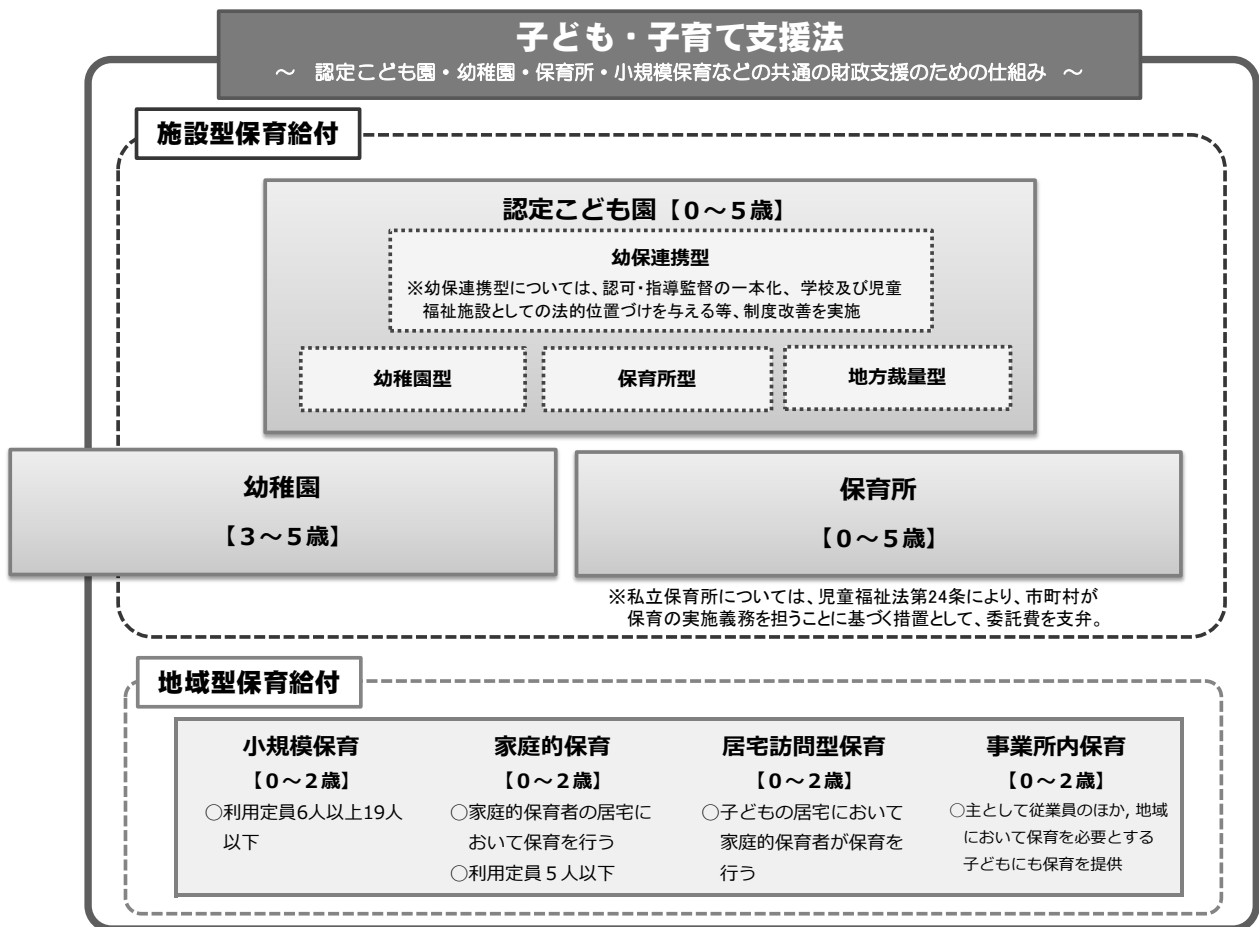 子ども・子育て支援法
～ 認定こども園・幼稚園・保育所・小規模保育などの共通の財政支援のための仕組み ～
施設型保育給付
認定こども園【0～5歳】
幼保連携型
※幼保連携型については、認可・指導監督の一本化、学校及び児童
福祉施設としての法的位置づけを与える等、制度改善を実施
幼稚園型
保育所型
地方裁量型
幼稚園
【3～5歳】
保育所
【0～5歳】
※私立保育所については、児童福祉法第24条により、市町村が
保育の実施義務を担うことに基づく措置として、委託費を支弁。
地域型保育給付
小規模保育
【0～2歳】
○利用定員6人以上19人
以下
家庭的保育
【0～2歳】
○家庭的保育者の居宅に
おいて保育を行う
○利用定員５人以下
居宅訪問型保育
【0～2歳】
○子どもの居宅において
家庭的保育者が保育を
行う
事業所内保育
【0～2歳】
○主として従業員のほか, 地域
において保育を必要とする
子どもにも保育を提供